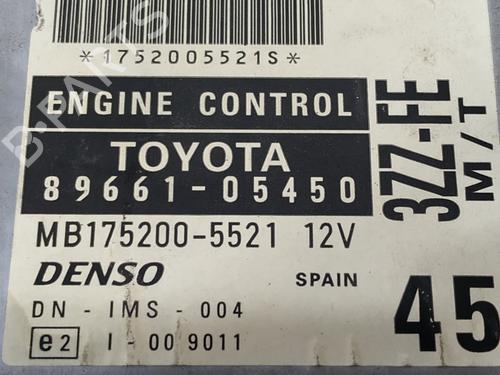 *1752005521S*
ENGINE CONTROL
TOYOTA
89661-05450
MB175200-5521 12V
DENSO SPAIN
DN - IMS - 004
e2 I - 00 9011
3ZZ-FE
M/T
45
B-PARTS